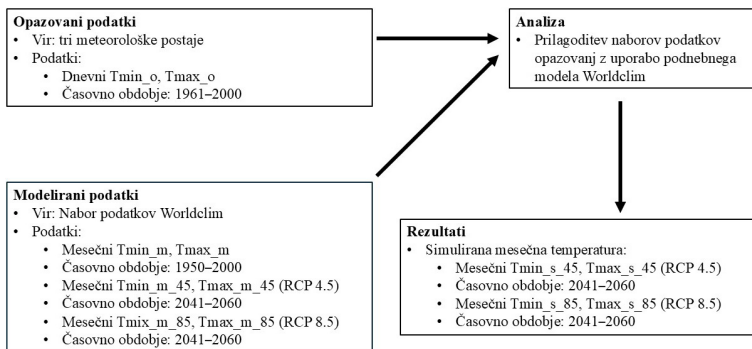 Opazovani podatki
• Vir: tri meteorološke postaje
• Podatki:
• Dnevni Tmin_o, Tmax_o
• Časovno obdobje: 1961–2000
Analiza
• Prilagoditev naborov podatkov
opazovanj z uporabo podnebnega
modela Worldclim
Modelirani podatki
• Vir: Nabor podatkov Worldclim
• Podatki:
• Mesečni Tmin_m, Tmax_m
• Časovno obdobje: 1950–2000
• Mesečni Tmin_m_45, Tmax_m_45 (RCP 4.5)
• Časovno obdobje: 2041–2060
• Mesečni Tmix_m_85, Tmax_m_85 (RCP 8.5)
• Časovno obdobje: 2041–2060
Rezultati
• Simulirana mesečna temperatura:
• Mesečni Tmin_s_45, Tmax_s_45 (RCP 4.5)
• Časovno obdobje: 2041–2060
• Mesečni Tmin_s_85, Tmax_s_85 (RCP 8.5)
• Časovno obdobje: 2041–2060